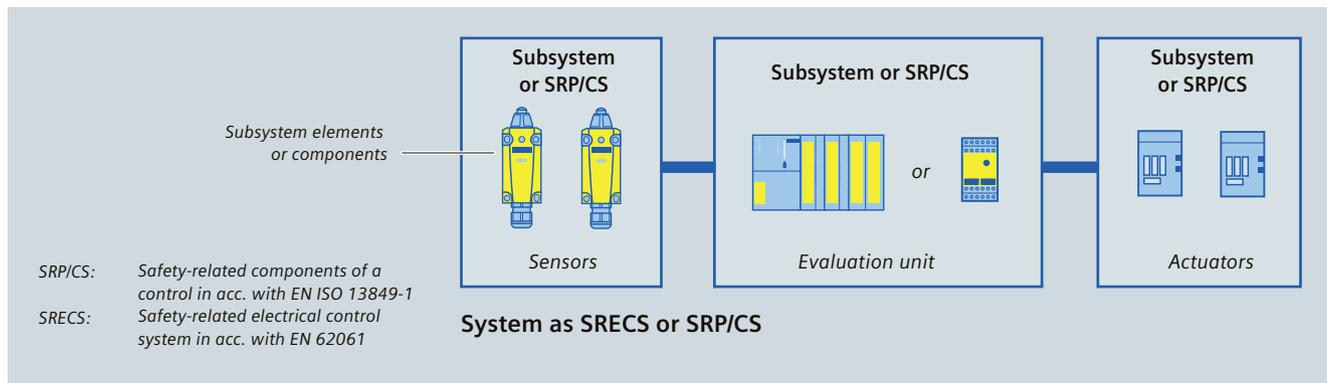 Subsystem
or SRP/CS
Subsystem or SRP/CS
Subsystem
or SRP/CS
Subsystem elements
or components
or
Sensors
Evaluation unit
Actuators
SRP/CS: Safety-related components of a
control in acc. with EN ISO 13849-1
SRECS: Safety-related electrical control
system in acc. with EN 62061
System as SRECS or SRP/CS